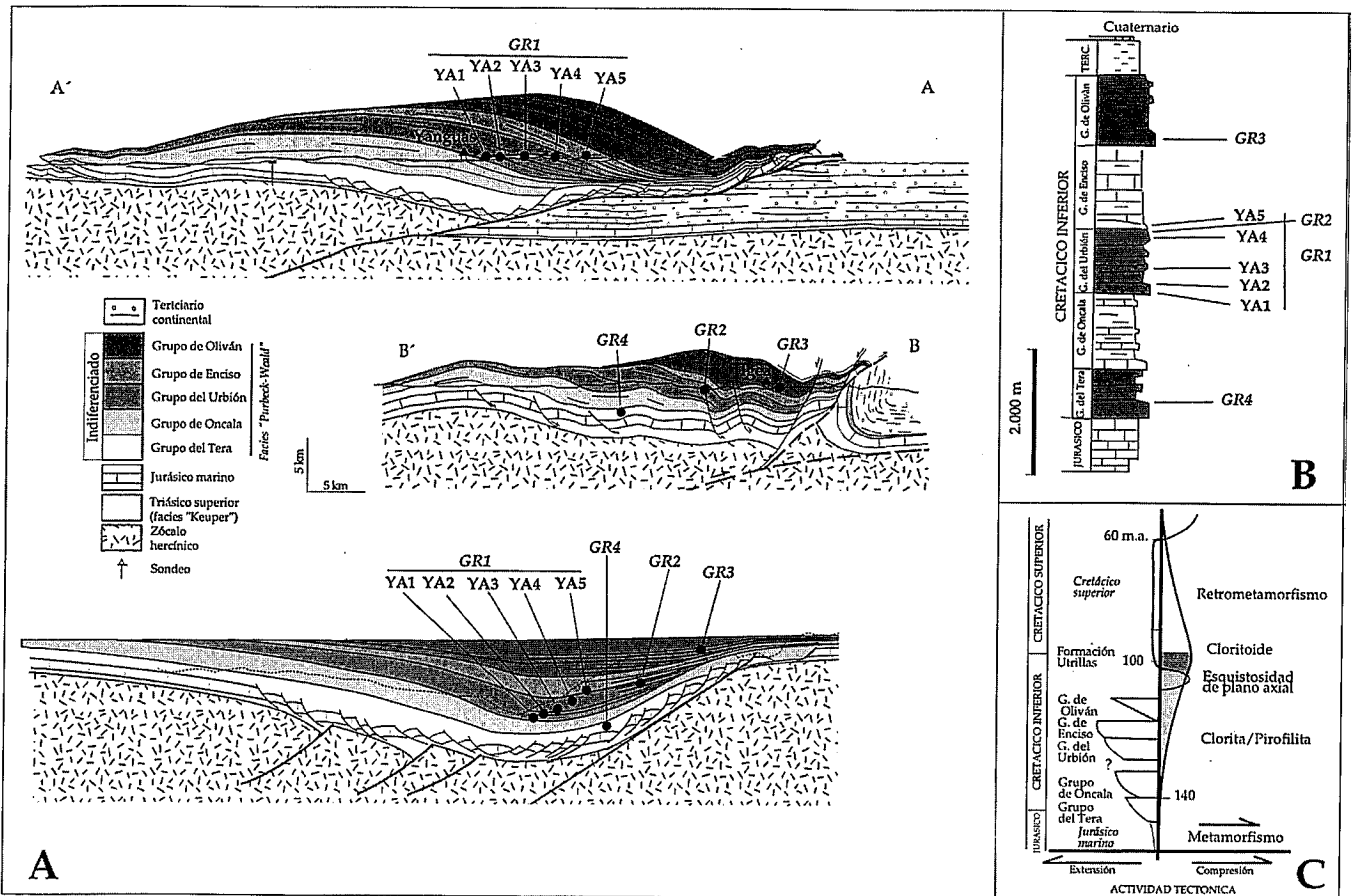 GR1
YA1 YA2 YA3 YA4 YA5
A´
A
Yanguas
Terciario
continental
Indiferenciado
Grupo de Oliván
Grupo de Enciso
Grupo del Urbión
Grupo de Oncala
Grupo del Tera
Facies "Purbeck-Weald"
Jurásico marino
Triásico superior
(facies "Keuper")
Zócalo
hercínico
Sondeo
B´
GR4
GR2
GR3
B
5 km
5 km
GR1
YA1 YA2 YA3 YA4 YA5
GR4
GR2
GR3
A
Cuaternario
TERC.
G. de Oliván
G. de Enciso
G. del Urbión
G. de Oncala
G. del Tera
CRETACICO INFERIOR
JURASICO
GR3
YA5
GR2
YA4
GR1
YA3
YA2
YA1
GR4
2.000 m
B
CRETACICO SUPERIOR
CRETACICO INFERIOR
JURASICO
60 m.a.
Cretácico
superior
Retrometamorfismo
Formación
Utrillas
100
Cloritoide
Esquistosidad
de plano axial
G. de
Oliván
G. de
Enciso
G. del
Urbión
?
Clorita/Pirofilita
Grupo
de Oncala
140
Grupo
del Tera
Jurásico
marino
Metamorfismo
Extensión
Compresión
ACTIVIDAD TECTONICA
C